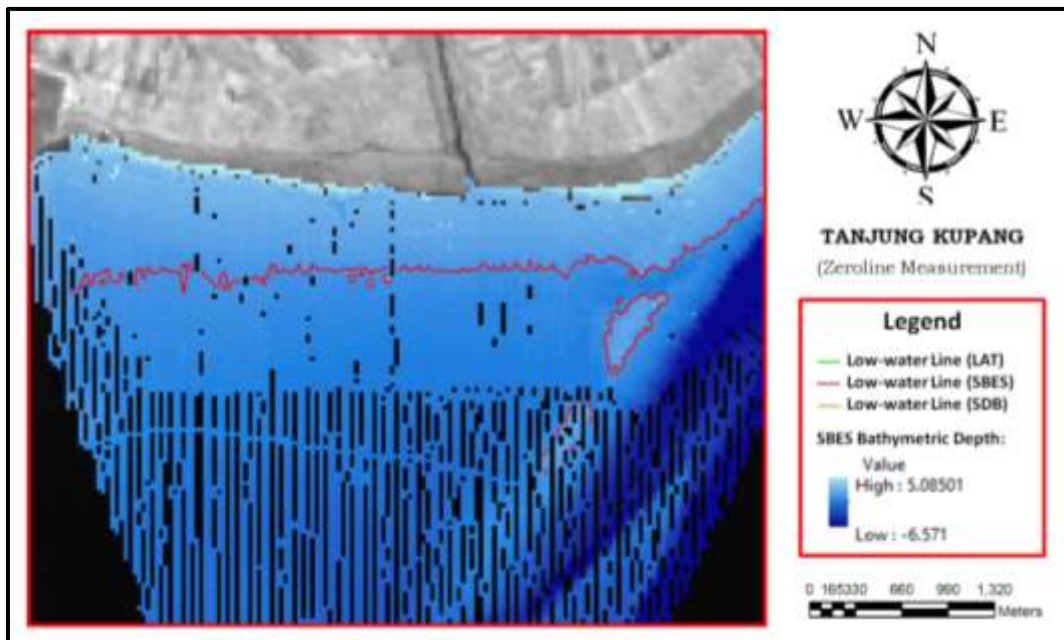 N
W E
S
TANJUNG KUPANG
(Zeroline Measurement)
Legend
Low-water Line (LAT)
Low-water Line (SBES)
Low-water Line (SDB)
SBES Bathymetric Depth:
Value
High : 5.08501
Low : -6.571
0 165330 660 990 1,320
Meters